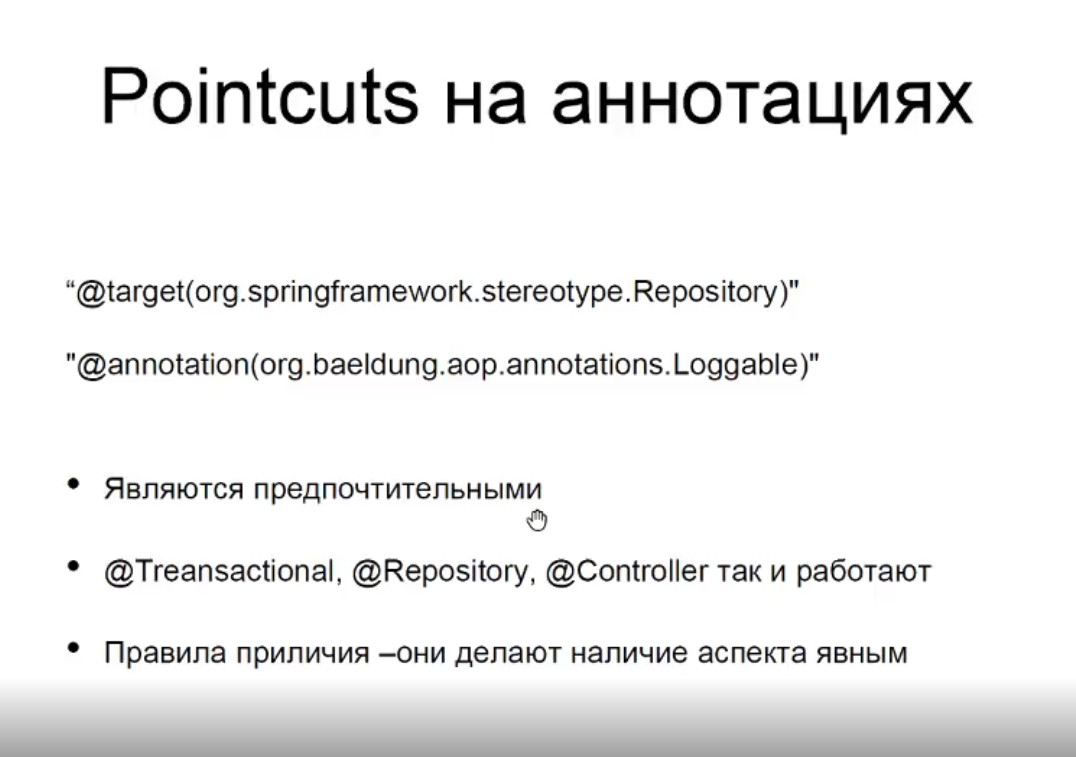 Pointcuts на аннотациях
“@target(org.springframework.stereotype.Repository)"
"@annotation(org.baeldung.aop.annotations.Loggable)"
• Являются предпочтительными
• @Treansactional, @Repository, @Controller так и работают
• Правила приличия –они делают наличие аспекта явным